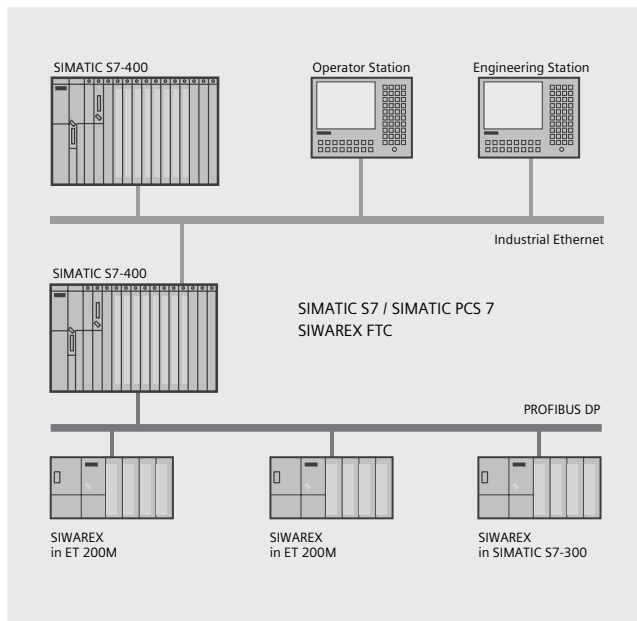 SIMATIC S7-400
Operator Station
Engineering Station
Industrial Ethernet
SIMATIC S7-400
SIMATIC S7 / SIMATIC PCS 7
SIWAREX FTC
PROFIBUS DP
SIWAREX
in ET 200M
SIWAREX
in ET 200M
SIWAREX
in SIMATIC S7-300